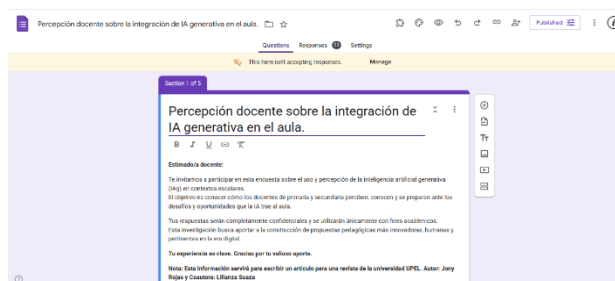 Percepción docente sobre la integración de IA generativa en el aula.
Published
Questions Responses Settings
This form isn't accepting responses. Manage
Section 1 of 3
Percepción docente sobre la integración de
IA generativa en el aula.
B I U
Estimado/a docente:
Te invitamos a participar en esta encuesta sobre el uso y percepción de la inteligencia artificial generativa
(IAg) en contextos escolares.
El objetivo es conocer cómo los docentes de primaria y secundaria perciben, conocen y se preparan ante los
desafíos y oportunidades que la IA trae al aula.
Tus respuestas serán completamente confidenciales y se utilizarán únicamente con fines académicos.
Esta investigación busca aportar a la construcción de propuestas pedagógicas más innovadoras, humanas y
pertinentes en la era digital.
Tu experiencia es clave. Gracias por tu valioso aporte.
Nota: Esta información servirá para escribir un artículo para una revista de la universidad UPEL. Autor: Jony
Rojas y Coautora: Lilianza Suaza